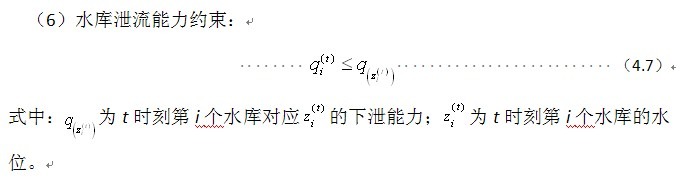 （6）水库泄流能力约束：
········ q_i^{(t)} ≤ q_{(z_i^{(t)})} ·························· （4.7）
式中：q_{(z_i^{(t)})} 为 t 时刻第 i 个水库对应 z_i^{(t)} 的下泄能力；z_i^{(t)} 为 t 时刻第 i 个水库的水
位。